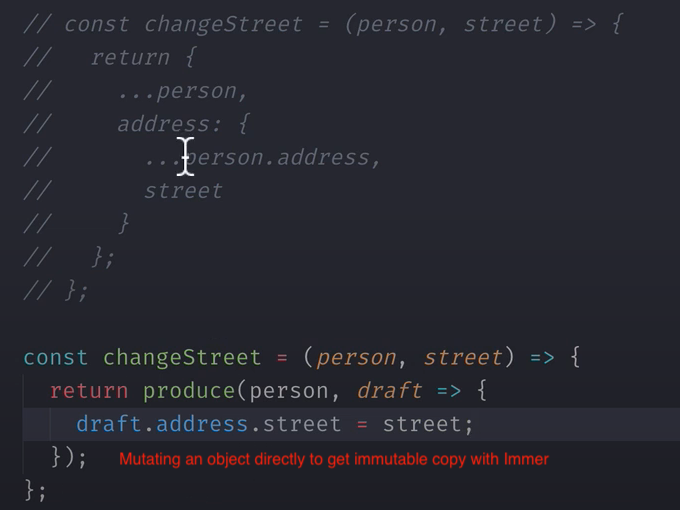 // const changeStreet = (person, street) => {
//   return {
//     ...person,
//     address: {
//       ...person.address,
//       street
//     }
//   };
// };
const changeStreet = (person, street) => {
  return produce(person, draft => {
    draft.address.street = street;
  });   Mutating an object directly to get immutable copy with Immer
};